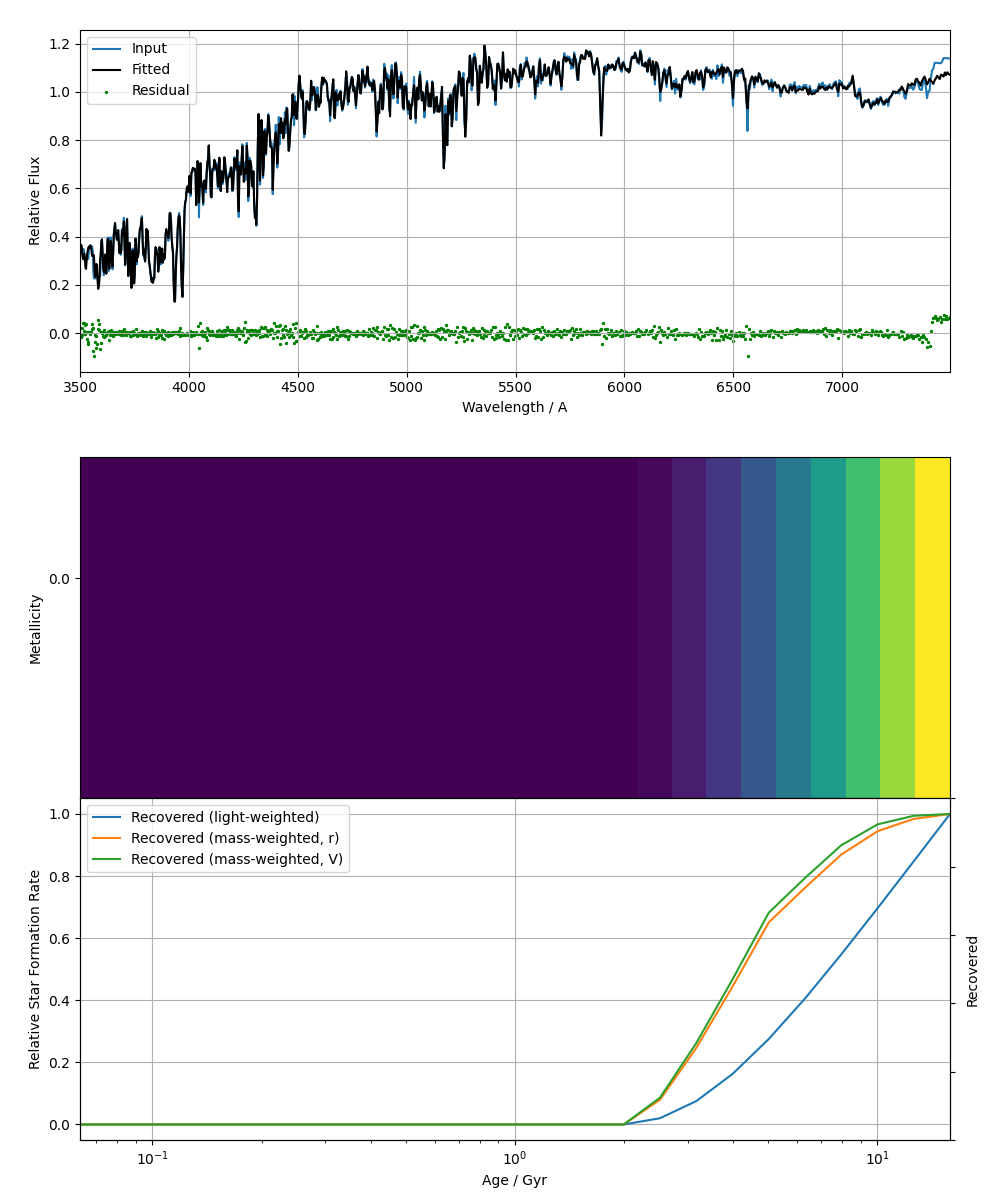 1.2
1.0
0.8
0.6
0.4
0.2
0.0
Relative Flux
Input
Fitted
Residual
3500 4000 4500 5000 5500 6000 6500 7000
Wavelength / A
0.0
Metallicity
1.0
0.8
0.6
0.4
0.2
0.0
Relative Star Formation Rate
Recovered (light-weighted)
Recovered (mass-weighted, r)
Recovered (mass-weighted, V)
Recovered
10⁻¹ 10⁰ 10¹
Age / Gyr